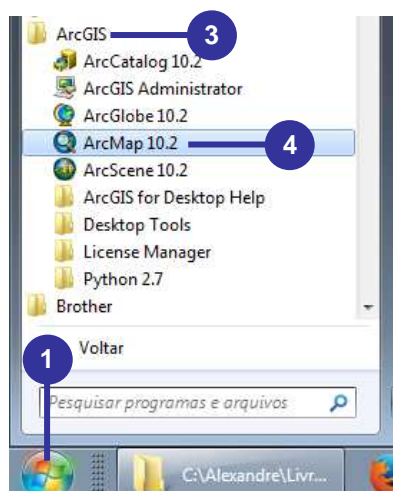 ArcGIS 3
ArcCatalog 10.2
ArcGIS Administrator
ArcGlobe 10.2
ArcMap 10.2 4
ArcScene 10.2
ArcGIS for Desktop Help
Desktop Tools
License Manager
Python 2.7
Brother
1 Voltar
Pesquisar programas e arquivos
C:\Alexandre\Livr...